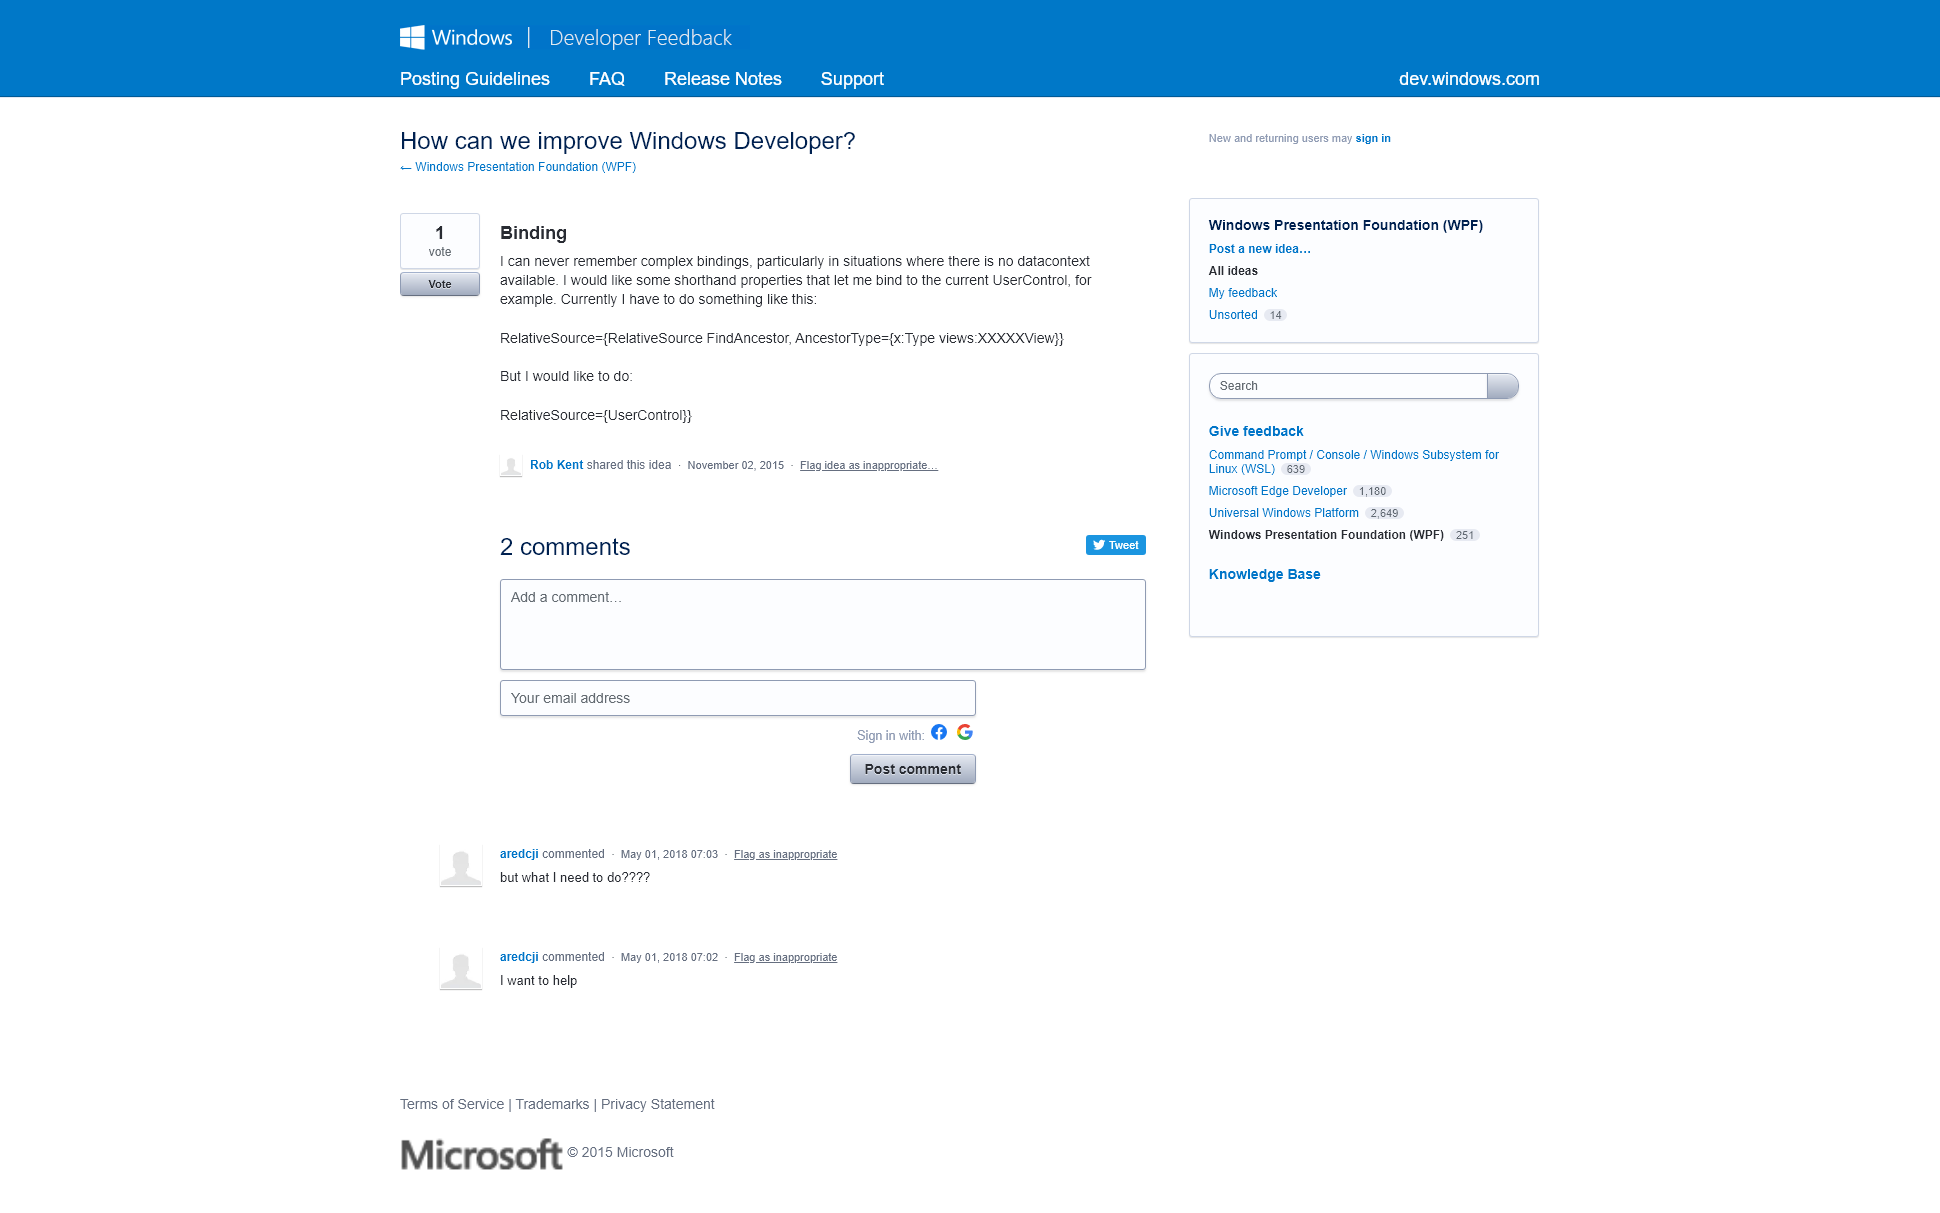 Windows | Developer Feedback
Posting Guidelines FAQ Release Notes Support dev.windows.com
How can we improve Windows Developer?
← Windows Presentation Foundation (WPF)
New and returning users may sign in
1
vote
Vote
Binding
I can never remember complex bindings, particularly in situations where there is no datacontext
available. I would like some shorthand properties that let me bind to the current UserControl, for
example. Currently I have to do something like this:
RelativeSource={RelativeSource FindAncestor, AncestorType={x:Type views:XXXXXView}}
But I would like to do:
RelativeSource={UserControl}}
Rob Kent shared this idea · November 02, 2015 · Flag idea as inappropriate…
2 comments
Tweet
Add a comment…
Your email address
Sign in with:
Post comment
aredcji commented · May 01, 2018 07:03 · Flag as inappropriate
but what I need to do????
aredcji commented · May 01, 2018 07:02 · Flag as inappropriate
I want to help
Windows Presentation Foundation (WPF)
Post a new idea…
All ideas
My feedback
Unsorted 14
Search
Give feedback
Command Prompt / Console / Windows Subsystem for
Linux (WSL) 639
Microsoft Edge Developer 1,180
Universal Windows Platform 2,649
Windows Presentation Foundation (WPF) 251
Knowledge Base
Terms of Service | Trademarks | Privacy Statement
Microsoft © 2015 Microsoft